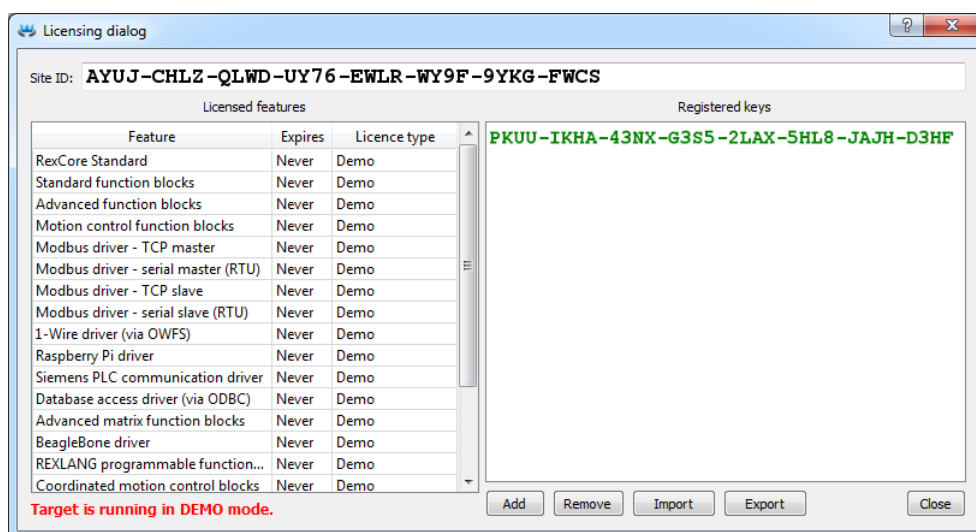 Licensing dialog
Site ID: AYUJ-CHLZ-QLWD-UY76-EWLR-WY9F-9YKG-FWCS
Licensed features
Registered keys
Feature Expires Licence type
PKUU-IKHA-43NX-G3S5-2LAX-5HL8-JAJH-D3HF
RexCore Standard Never Demo
Standard function blocks Never Demo
Advanced function blocks Never Demo
Motion control function blocks Never Demo
Modbus driver - TCP master Never Demo
Modbus driver - serial master (RTU) Never Demo
Modbus driver - TCP slave Never Demo
Modbus driver - serial slave (RTU) Never Demo
1-Wire driver (via OWFS) Never Demo
Raspberry Pi driver Never Demo
Siemens PLC communication driver Never Demo
Database access driver (via ODBC) Never Demo
Advanced matrix function blocks Never Demo
BeagleBone driver Never Demo
REXLANG programmable function... Never Demo
Coordinated motion control blocks Never Demo
Target is running in DEMO mode.
Add Remove Import Export Close